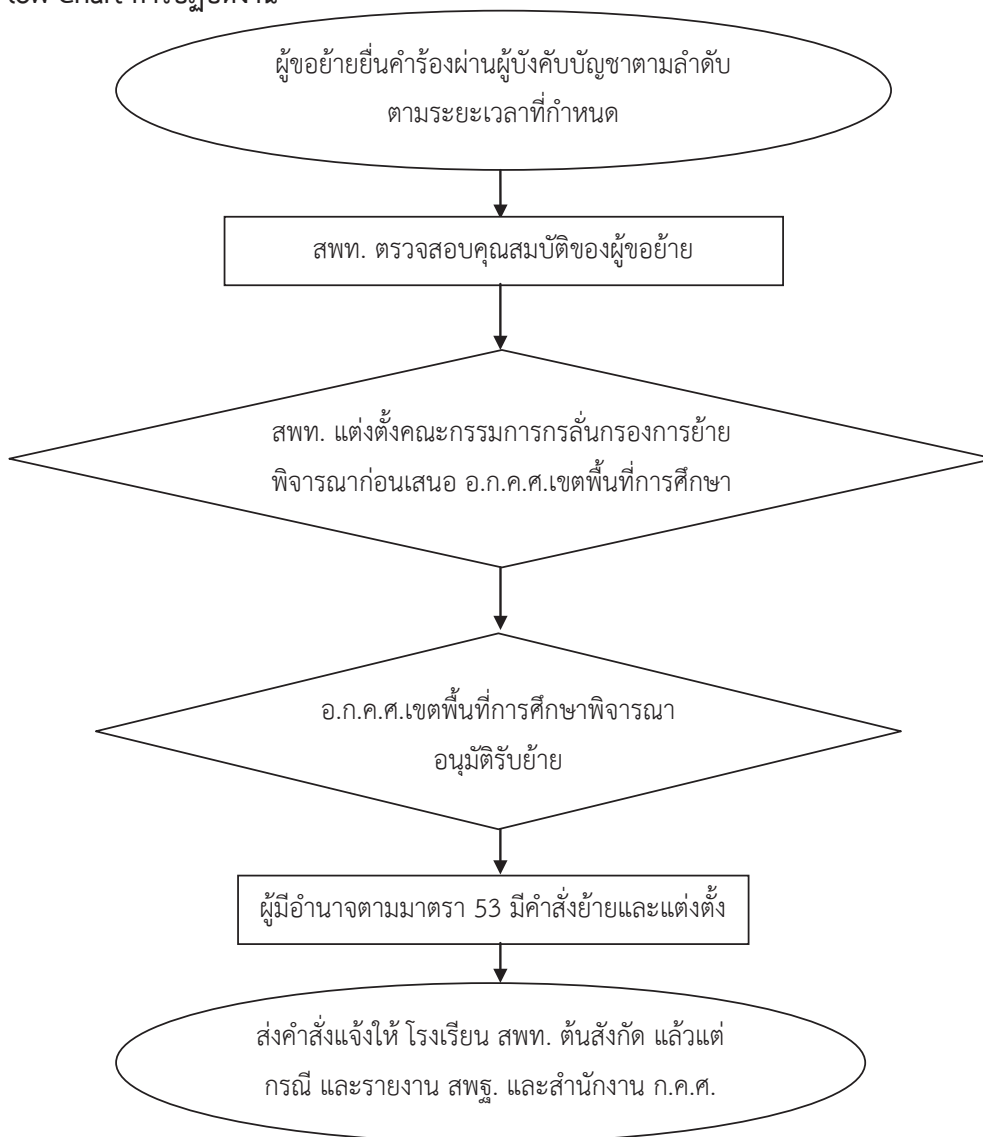 low Chart การปฏิบัติงาน
ผู้ขอย้ายยื่นคำร้องผ่านผู้บังคับบัญชาตามลำดับ
ตามระยะเวลาที่กำหนด
สพท. ตรวจสอบคุณสมบัติของผู้ขอย้าย
สพท. แต่งตั้งคณะกรรมการกรลั่นกรองการย้าย
พิจารณาก่อนเสนอ อ.ก.ค.ศ.เขตพื้นที่การศึกษา
อ.ก.ค.ศ.เขตพื้นที่การศึกษาพิจารณา
อนุมัติรับย้าย
ผู้มีอำนาจตามมาตรา 53 มีคำสั่งย้ายและแต่งตั้ง
ส่งคำสั่งแจ้งให้ โรงเรียน สพท. ต้นสังกัด แล้วแต่
กรณี และรายงาน สพฐ. และสำนักงาน ก.ค.ศ.